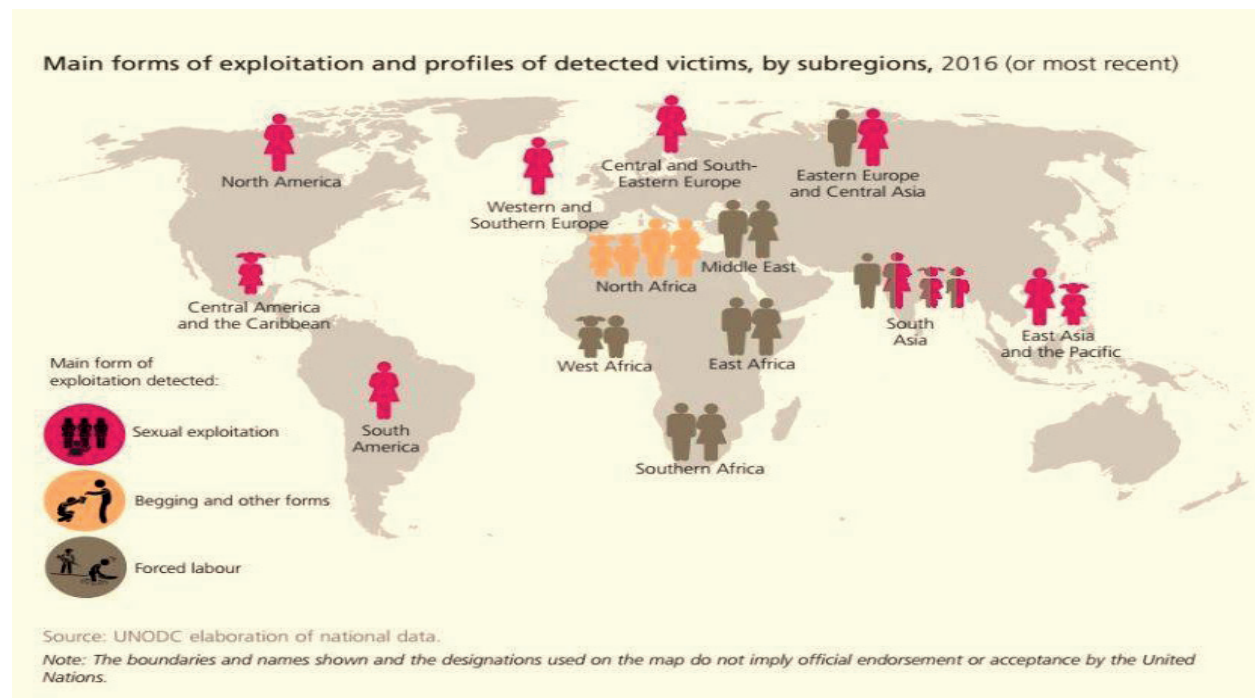 Main forms of exploitation and profiles of detected victims, by subregions, 2016 (or most recent)
North America
Western and
Southern Europe
Central and South-
Eastern Europe
Eastern Europe
and Central Asia
Middle East
North Africa
Central America
and the Caribbean
West Africa
East Africa
South
Asia
East Asia
and the Pacific
South
America
Southern Africa
Main form of
exploitation detected:
Sexual exploitation
Begging and other forms
Forced labour
Source: UNODC elaboration of national data.
Note: The boundaries and names shown and the designations used on the map do not imply official endorsement or acceptance by the United
Nations.